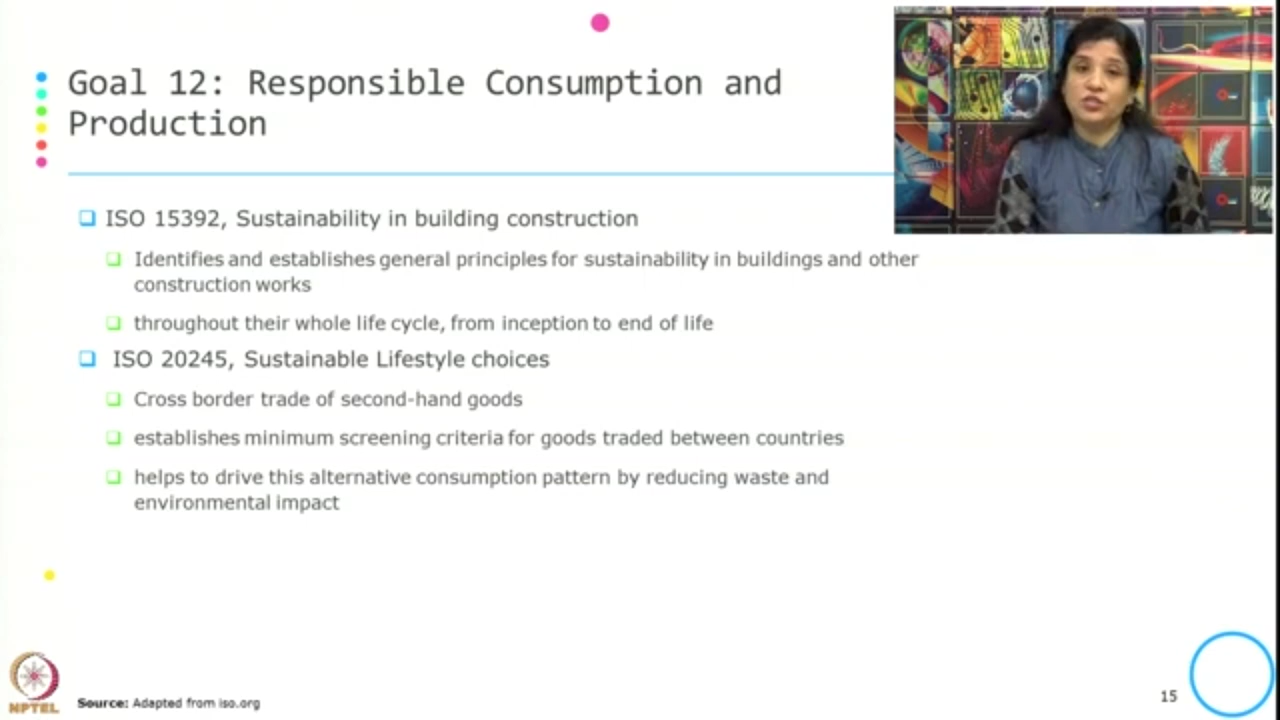 Goal 12: Responsible Consumption and
Production
ISO 15392, Sustainability in building construction
Identifies and establishes general principles for sustainability in buildings and other
construction works
throughout their whole life cycle, from inception to end of life
ISO 20245, Sustainable Lifestyle choices
Cross border trade of second-hand goods
establishes minimum screening criteria for goods traded between countries
helps to drive this alternative consumption pattern by reducing waste and
environmental impact
NPTEL
Source: Adapted from iso.org
15